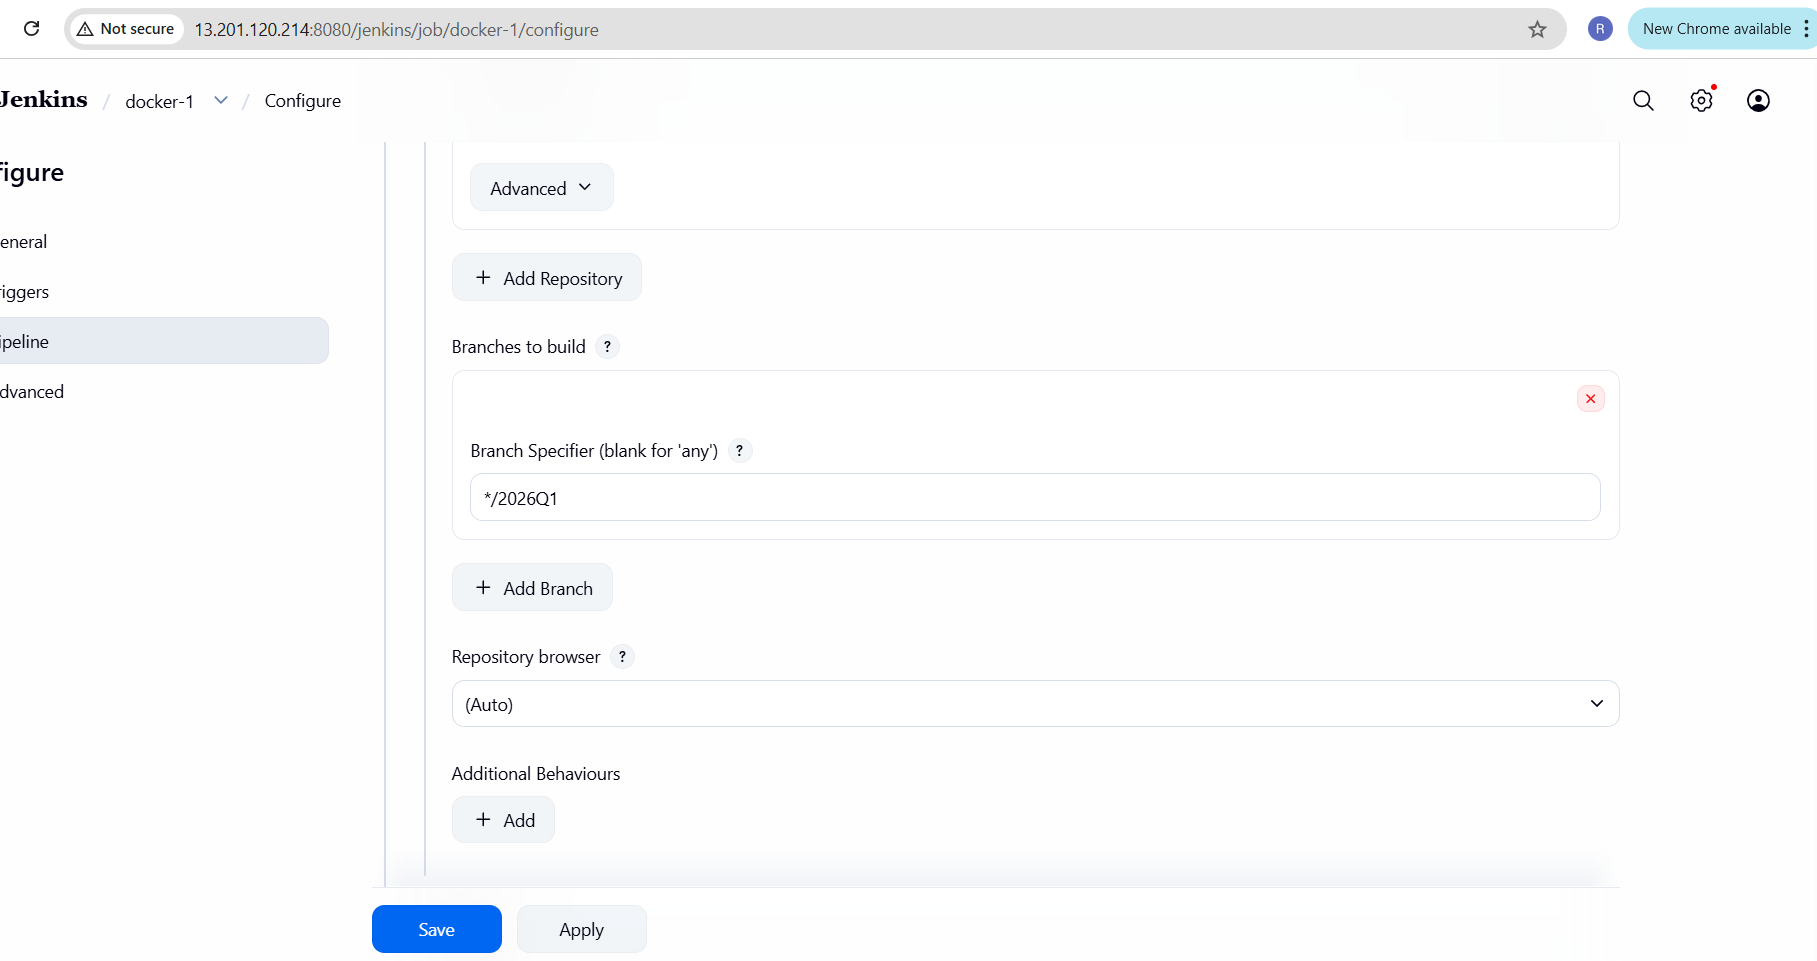 Not secure 13.201.120.214:8080/jenkins/job/docker-1/configure R New Chrome available
Jenkins / docker-1 / Configure
figure
eneral
riggers
ipeline
dvanced
Advanced
+ Add Repository
Branches to build ?
Branch Specifier (blank for 'any') ?
*/2026Q1
+ Add Branch
Repository browser ?
(Auto)
Additional Behaviours
+ Add
Save Apply